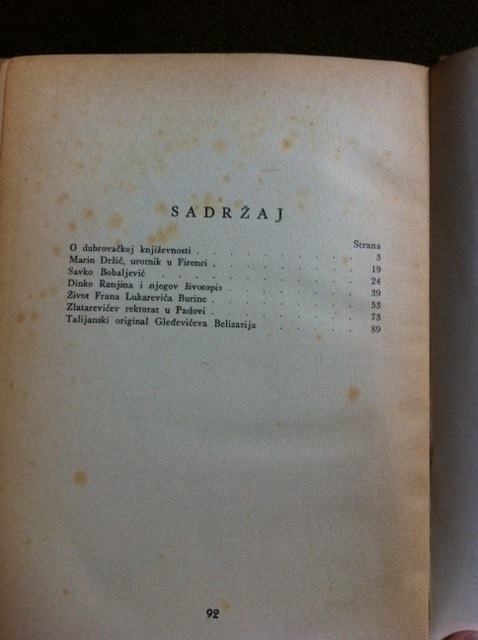 SADRŽAJ
Strana
O dubrovačkoj književnosti . . . . . . . . . 3
Marin Držić, urotnik u Firenci . . . . . . . . . 19
Savko Bobaljević . . . . . . . . . 24
Dinko Ranjina i njegov životopis . . . . . . . . . 39
Život Frana Lukarevića Burine . . . . . . . . . 53
Zlatarevićev rektorat u Padovi . . . . . . . . . 73
Talijanski original Gleđevićeva Belizarija . . . . . . . . . 89
92